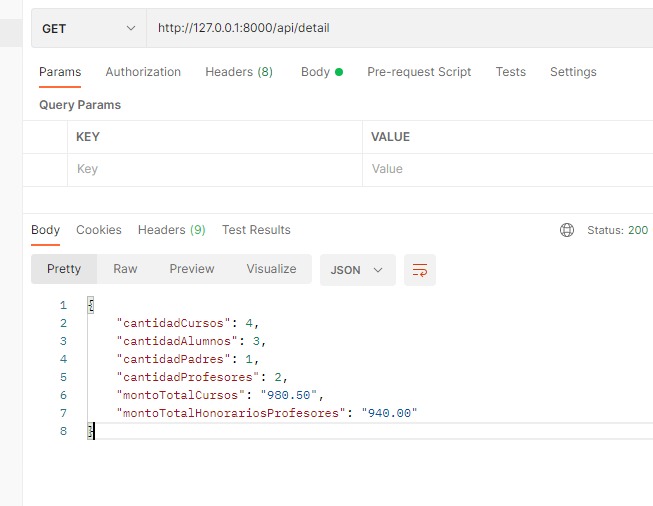 GET http://127.0.0.1:8000/api/detail
Params Authorization Headers (8) Body Pre-request Script Tests Settings
Query Params
KEY VALUE
Key Value
Body Cookies Headers (9) Test Results Status: 200
Pretty Raw Preview Visualize JSON
1 {
2 "cantidadCursos": 4,
3 "cantidadAlumnos": 3,
4 "cantidadPadres": 1,
5 "cantidadProfesores": 2,
6 "montoTotalCursos": "980.50",
7 "montoTotalHonorariosProfesores": "940.00"
8 }